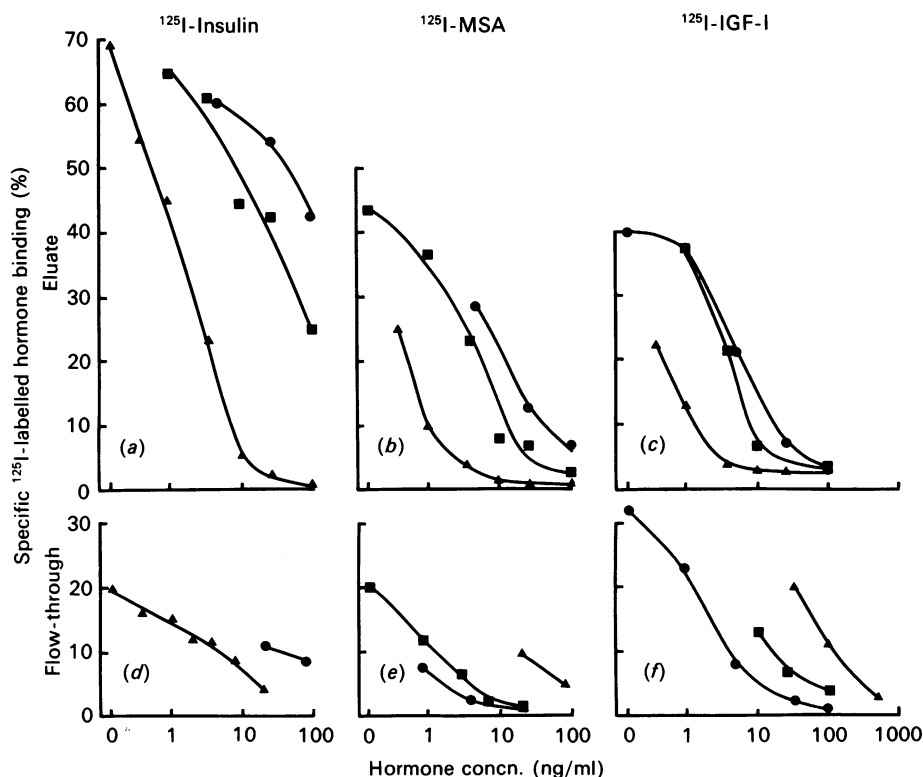 ¹²⁵I-Insulin
¹²⁵I-MSA
¹²⁵I-IGF-I
Specific ¹²⁵I-labelled hormone binding (%)
Eluate
70
60
50
40
30
20
10
0
(a)
(b)
(c)
Flow-through
30
20
10
0
(d)
(e)
(f)
0 1 10 100
0 1 10 100
0 1 10 100 1000
Hormone concn. (ng/ml)